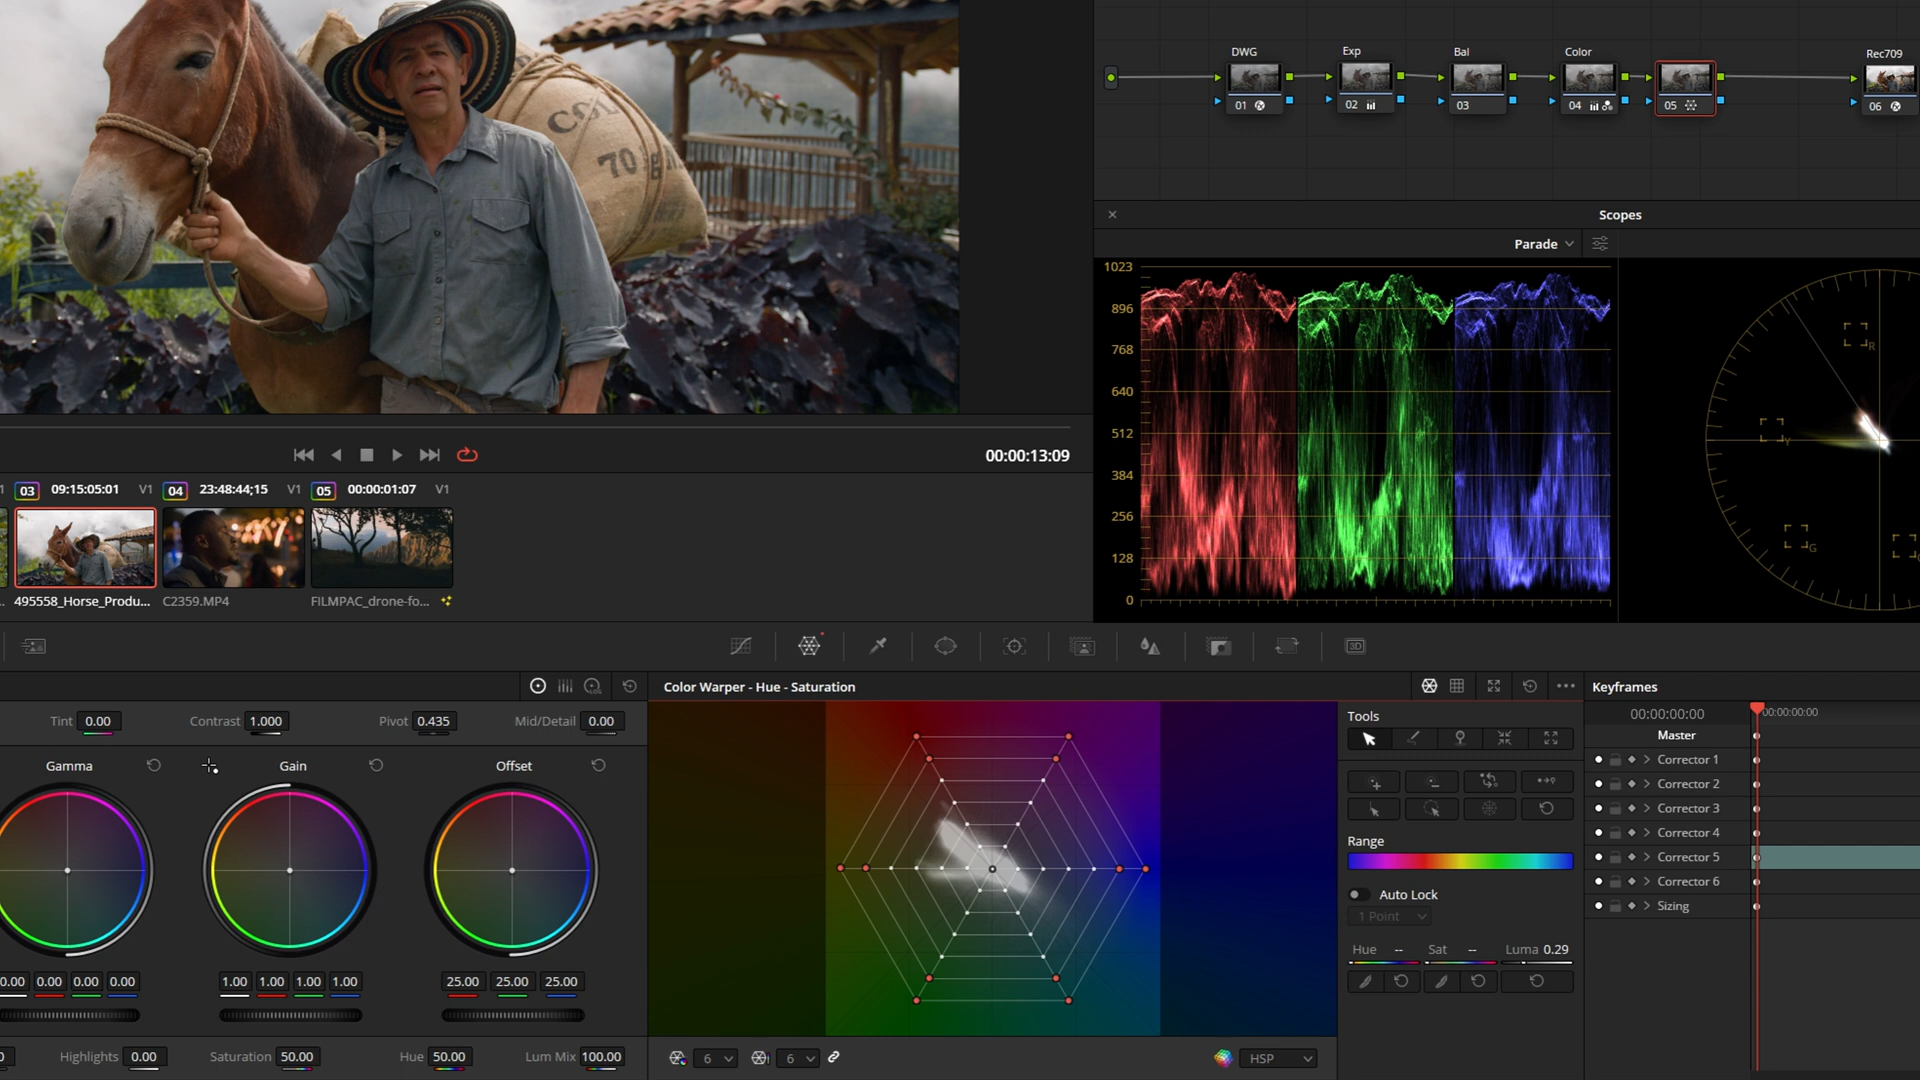 CO
70
DWG
Exp
Bal
Color
Rec709
01
02
03
04
05
06
Scopes
Parade
1023
896
768
640
512
384
256
128
0
R
Y
G
00:00:13:09
1
03 09:15:05:01 V1
04 23:48:44;15 V1
05 00:00:01:07 V1
495558_Horse_Produ...
C2359.MP4
FILMPAC_drone-fo...
3D
LOG
Tint 0.00
Contrast 1.000
Pivot 0.435
Mid/Detail 0.00
Gamma
Gain
Offset
0.00 0.00 0.00 0.00
1.00 1.00 1.00 1.00
25.00 25.00 25.00
0
Highlights 0.00
Saturation 50.00
Hue 50.00
Lum Mix 100.00
Color Warper - Hue - Saturation
6
6
HSP
Tools
Range
Auto Lock
1 Point
Hue --
Sat --
Luma 0.29
Keyframes
00:00:00:00
00:00:00:00
Master
Corrector 1
Corrector 2
Corrector 3
Corrector 4
Corrector 5
Corrector 6
Sizing